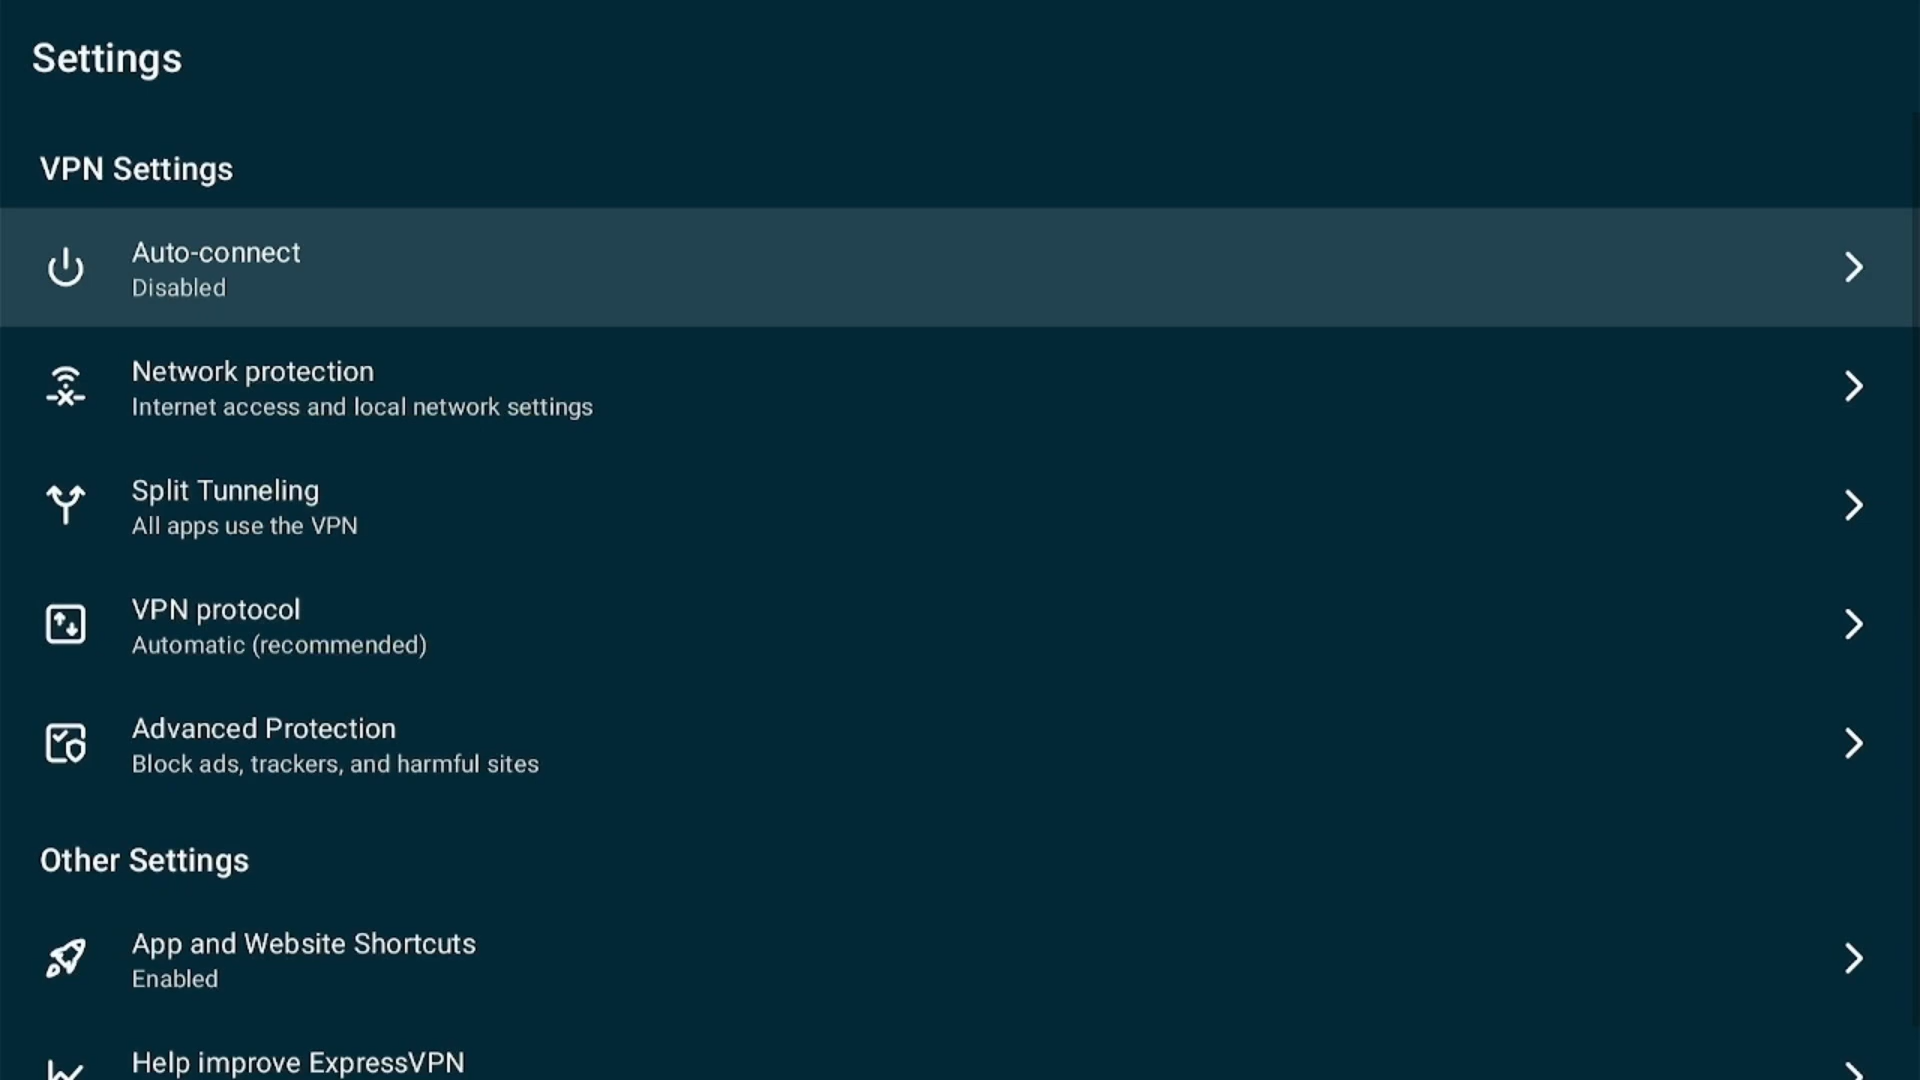 Settings
VPN Settings
Auto-connect
Disabled
Network protection
Internet access and local network settings
Split Tunneling
All apps use the VPN
VPN protocol
Automatic (recommended)
Advanced Protection
Block ads, trackers, and harmful sites
Other Settings
App and Website Shortcuts
Enabled
Help improve ExpressVPN